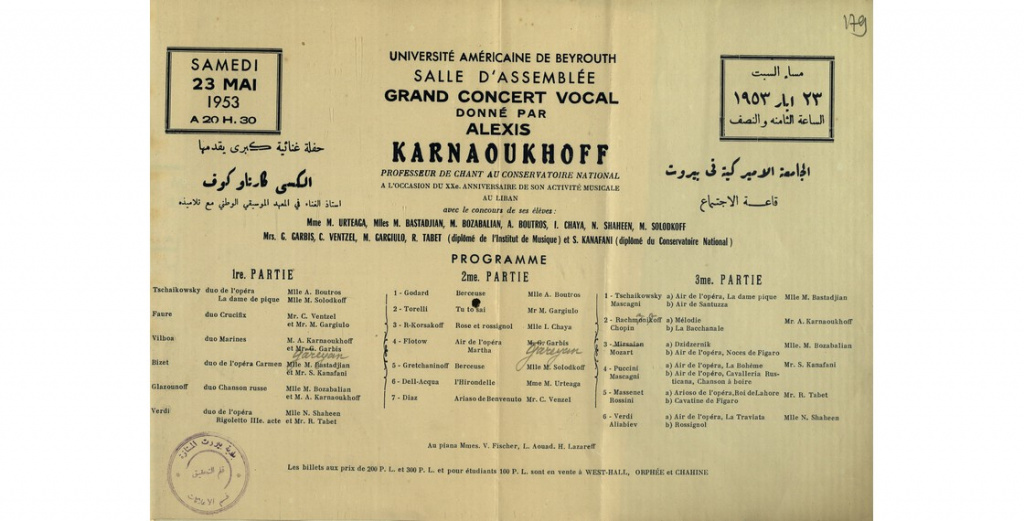 179
SAMEDI
23 MAI
1953
A 20 H. 30
UNIVERSITÉ AMÉRICAINE DE BEYROUTH
SALLE D'ASSEMBLÉE
GRAND CONCERT VOCAL
DONNÉ PAR
ALEXIS
KARNAOUKHOFF
PROFESSEUR DE CHANT AU CONSERVATOIRE NATIONAL
A L'OCCASION DU XXe. ANNIVERSAIRE DE SON ACTIVITÉ MUSICALE
AU LIBAN
مساء السبت
٢٣ ايار ١٩٥٣
الساعة الثامنه والنصف
حفلة غنائية كبرى يقدمها
الكسي كارناوكوف
استاذ الغناء في المعهد الموسيقي الوطني مع تلاميذه
الجامعة الاميركية في بيروت
قاعة الاجتماع
avec le concours de ses élèves :
Mme M. URTEAGA, Mlles M. BASTADJIAN, M. BOZABALIAN, A. BOUTROS, I. CHAYA, N. SHAHEEN, M. SOLODKOFF
Mrs. G. GARBIS, C. VENTZEL, M. GARGIULO, R. TABET (diplômé de l'Institut de Musique) et S. KANAFANI (diplômé du Conservatoire National)
PROGRAMME
1re. PARTIE
Tschaikowsky duo de l'opéra Mlle A. Boutros
La dame de pique Mlle M. Solodkoff
Faure duo Crucifix Mr. C. Ventzel
et Mr. M. Gargiulo
Vilbos duo Marines M. A. Karnaoukhoff
et Mr. G. Garbis
Bizet duo de l'opéra Carmen Mlle M. Bastadjian
et Mr. S. Kanafani
Glazounoff duo Chanson russe Mlle M. Bozabalian
et M. A. Karnaoukhoff
Verdi duo de l'opéra Mlle N. Shaheen
Rigoletto IIIe. acte et Mr. R. Tabet
2me. PARTIE
1 - Godard Berceuse Mlle A. Boutros
2 - Torelli Tu lo sai Mr M. Gargiulo
3 - R-Korsakoff Rose et rossignol Mlle I. Chaya
4 - Flotow Air de l'opéra M. G. Garbis
Martha
5 - Gretchaninoff Berceuse Mlle M. Solodkoff
6 - Dell-Acqua l'Hirondelle Mme M. Urteaga
7 - Diaz Arioso de Benvenuto Mr. C. Venzel
3me. PARTIE
1 - Tschaikowsky a) Air de l'opéra, La dame pique Mlle M. Bastadjian
Mascagni b) Air de Santuzza
2 - a) Mélodie Mr. A. Karnaoukhoff
Chopin b) La Bacchanale
3 - Mirzaian a) Dzidzernik Mlle. M. Bozabalian
Mozart b) Air de l'opéra, Noces de Figaro
4 - Puccini a) Air de l'opéra, La Bohème Mr. S. Kanafani
Mascagni b) Air de l'opéra, Cavalleria Rus-
ticana, Chanson à boire
5 - Massenet a) Arioso de l'opera, Roi de Lahore Mr. R. Tabet
Rossini b) Cavatine de Figaro
6 - Verdi a) Air de l'opéra, La Traviata Mlle N. Shaheen
Aliabiev b) Rossignol
Au piano Mmes. V. Fischer, L. Aouad. H. Lazareff
Les billets aux prix de 200 P. L. et 300 P. L. et pour étudiants 100 P. L. sont en vente à WEST-HALL, ORPHÉE et CHAHINE